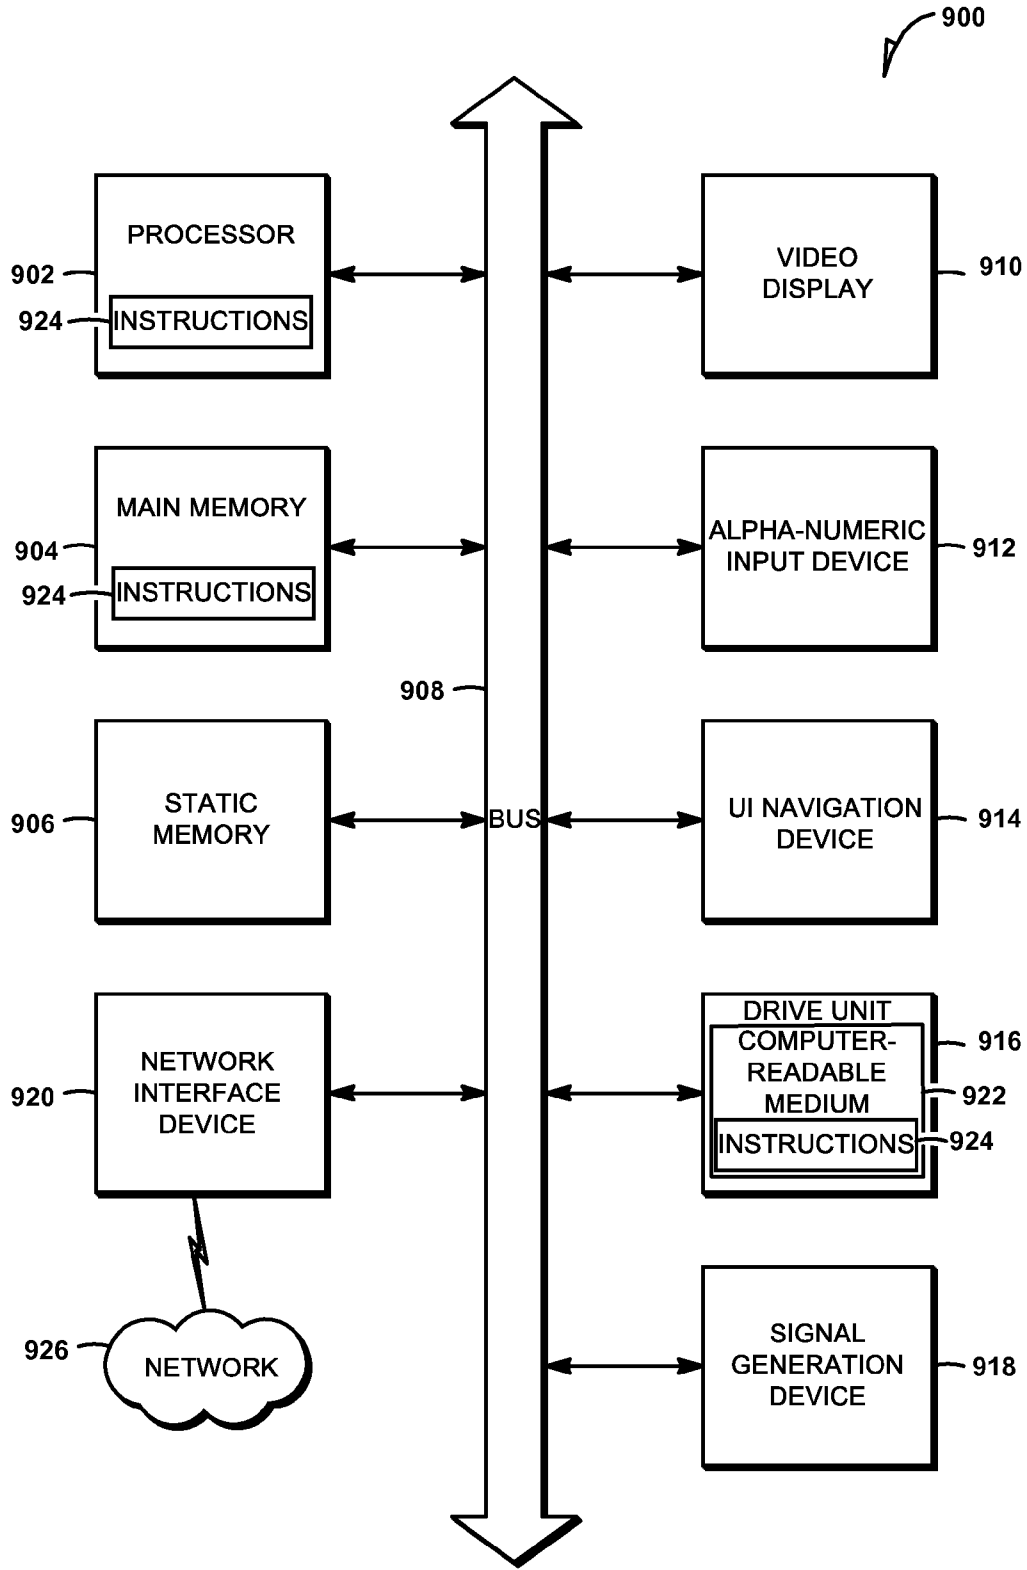 900
PROCESSOR
902
924
INSTRUCTIONS
VIDEO
DISPLAY
910
MAIN MEMORY
904
924
INSTRUCTIONS
ALPHA-NUMERIC
INPUT DEVICE
912
908
STATIC
MEMORY
906
BUS
UI NAVIGATION
DEVICE
914
NETWORK
INTERFACE
DEVICE
920
DRIVE UNIT
COMPUTER-
READABLE
MEDIUM
INSTRUCTIONS
916
922
924
926
NETWORK
SIGNAL
GENERATION
DEVICE
918